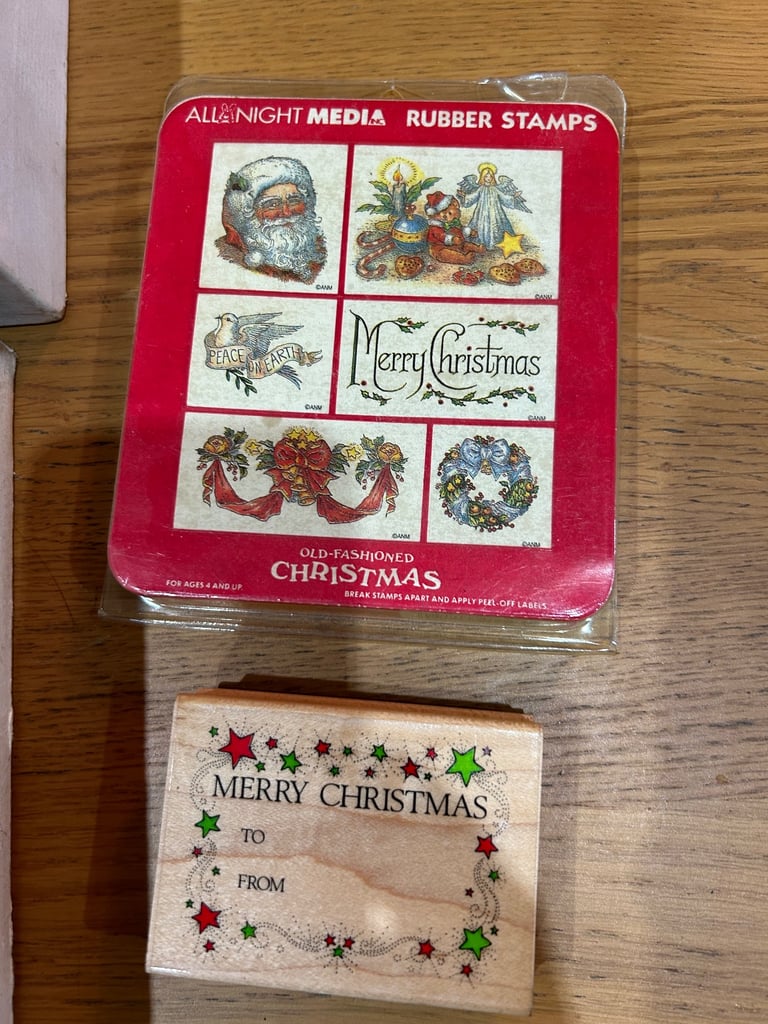 ALL NIGHT MEDIA INC. RUBBER STAMPS
©ANM
©ANM
PEACE ON EARTH
©ANM
Merry Christmas
©ANM
©ANM
©ANM
OLD-FASHIONED
CHRISTMAS
FOR AGES 4 AND UP.
BREAK STAMPS APART AND APPLY PEEL-OFF LABELS.
MERRY CHRISTMAS
TO
FROM